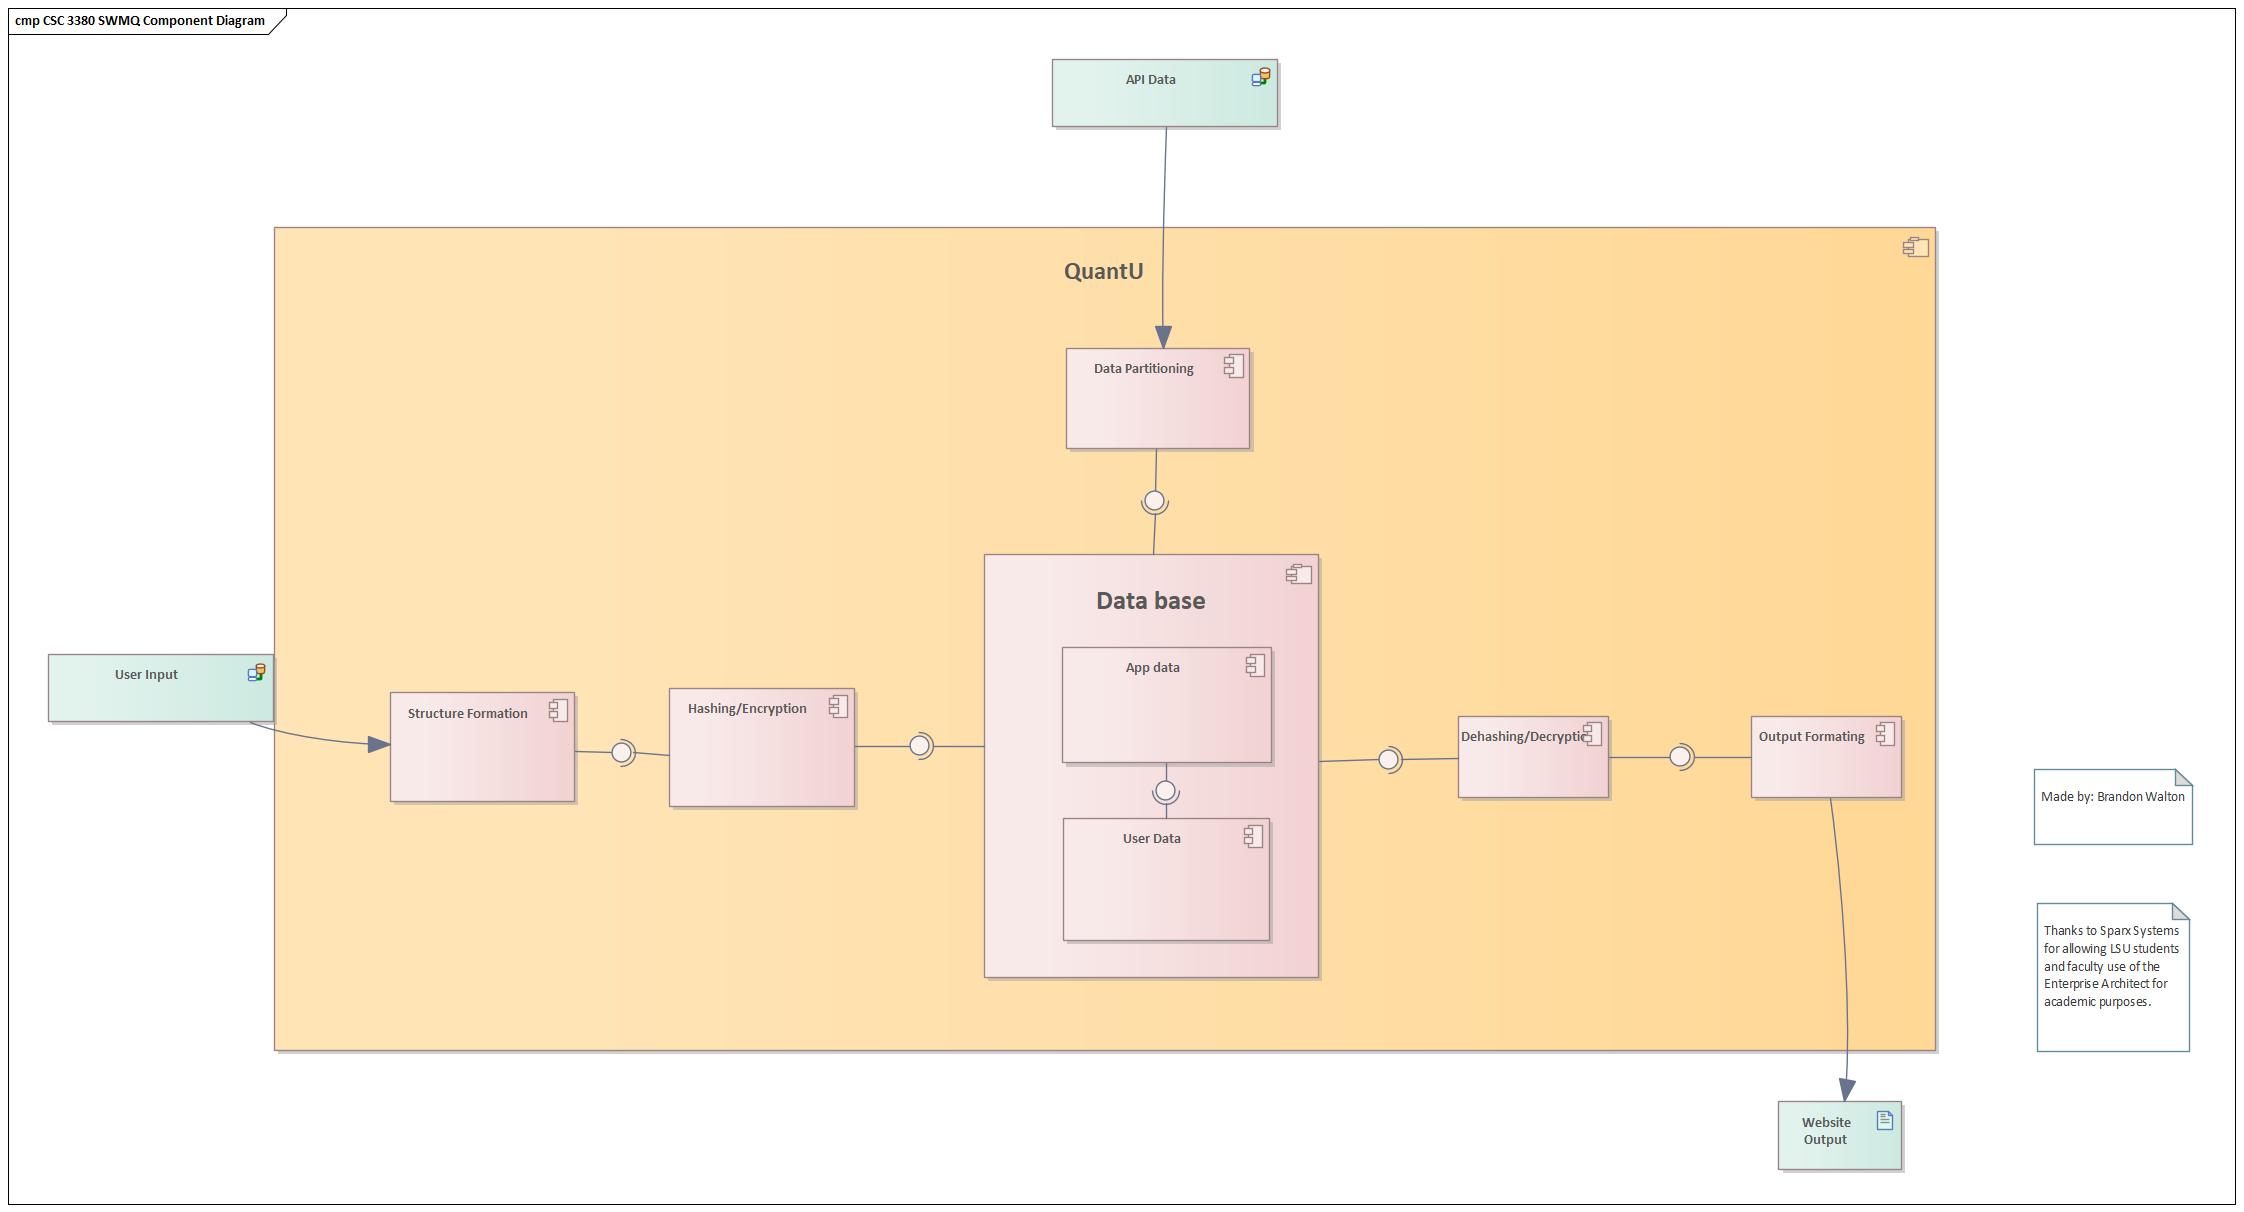 cmp CSC 3380 SWMQ Component Diagram
API Data
QuantU
Data Partitioning
Data base
App data
User Data
User Input
Structure Formation
Hashing/Encryption
Dehashing/Decryptic
Output Formating
Made by: Brandon Walton
Thanks to Sparx Systems
for allowing LSU students
and faculty use of the
Enterprise Architect for
academic purposes.
Website
Output